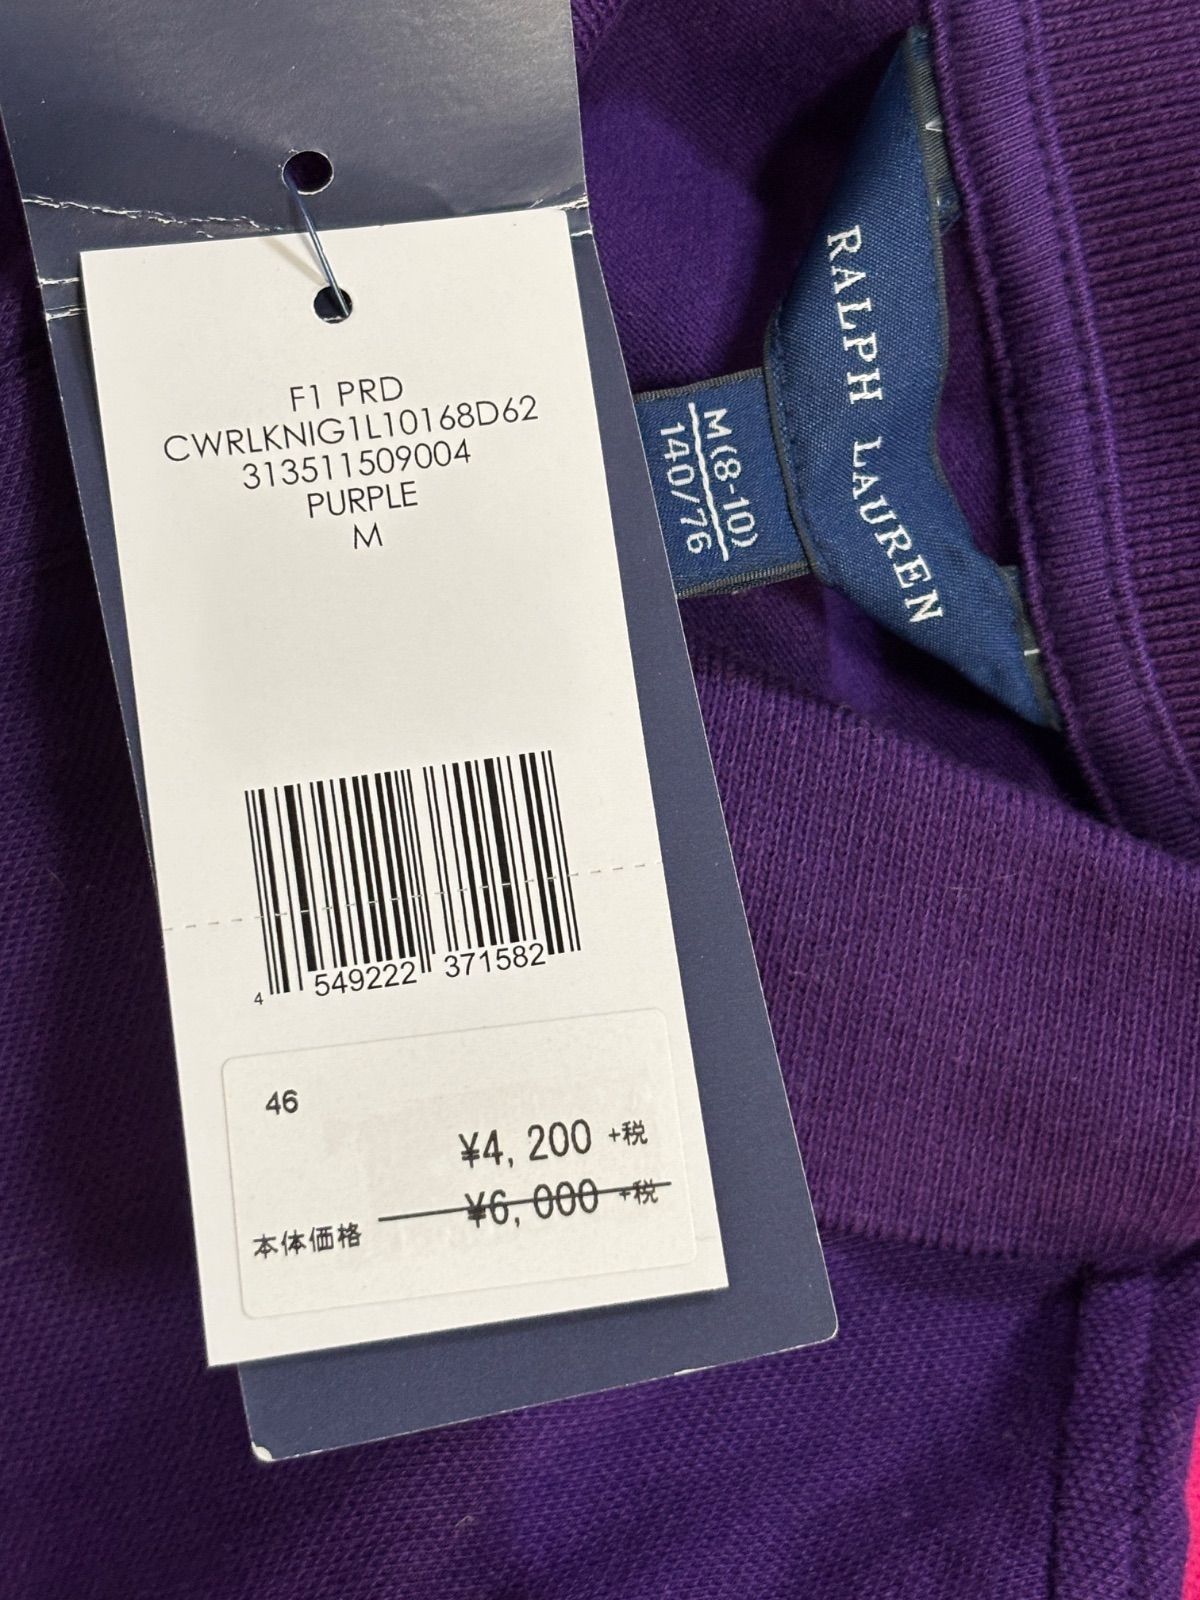 F1 PRD
CWRLKNIG1L10168D62
313511509004
PURPLE
M
4 549222 371582
46
¥4, 200 +税
¥6, 000 +税
本体価格
RALPH LAUREN
M(8-10)
140/76